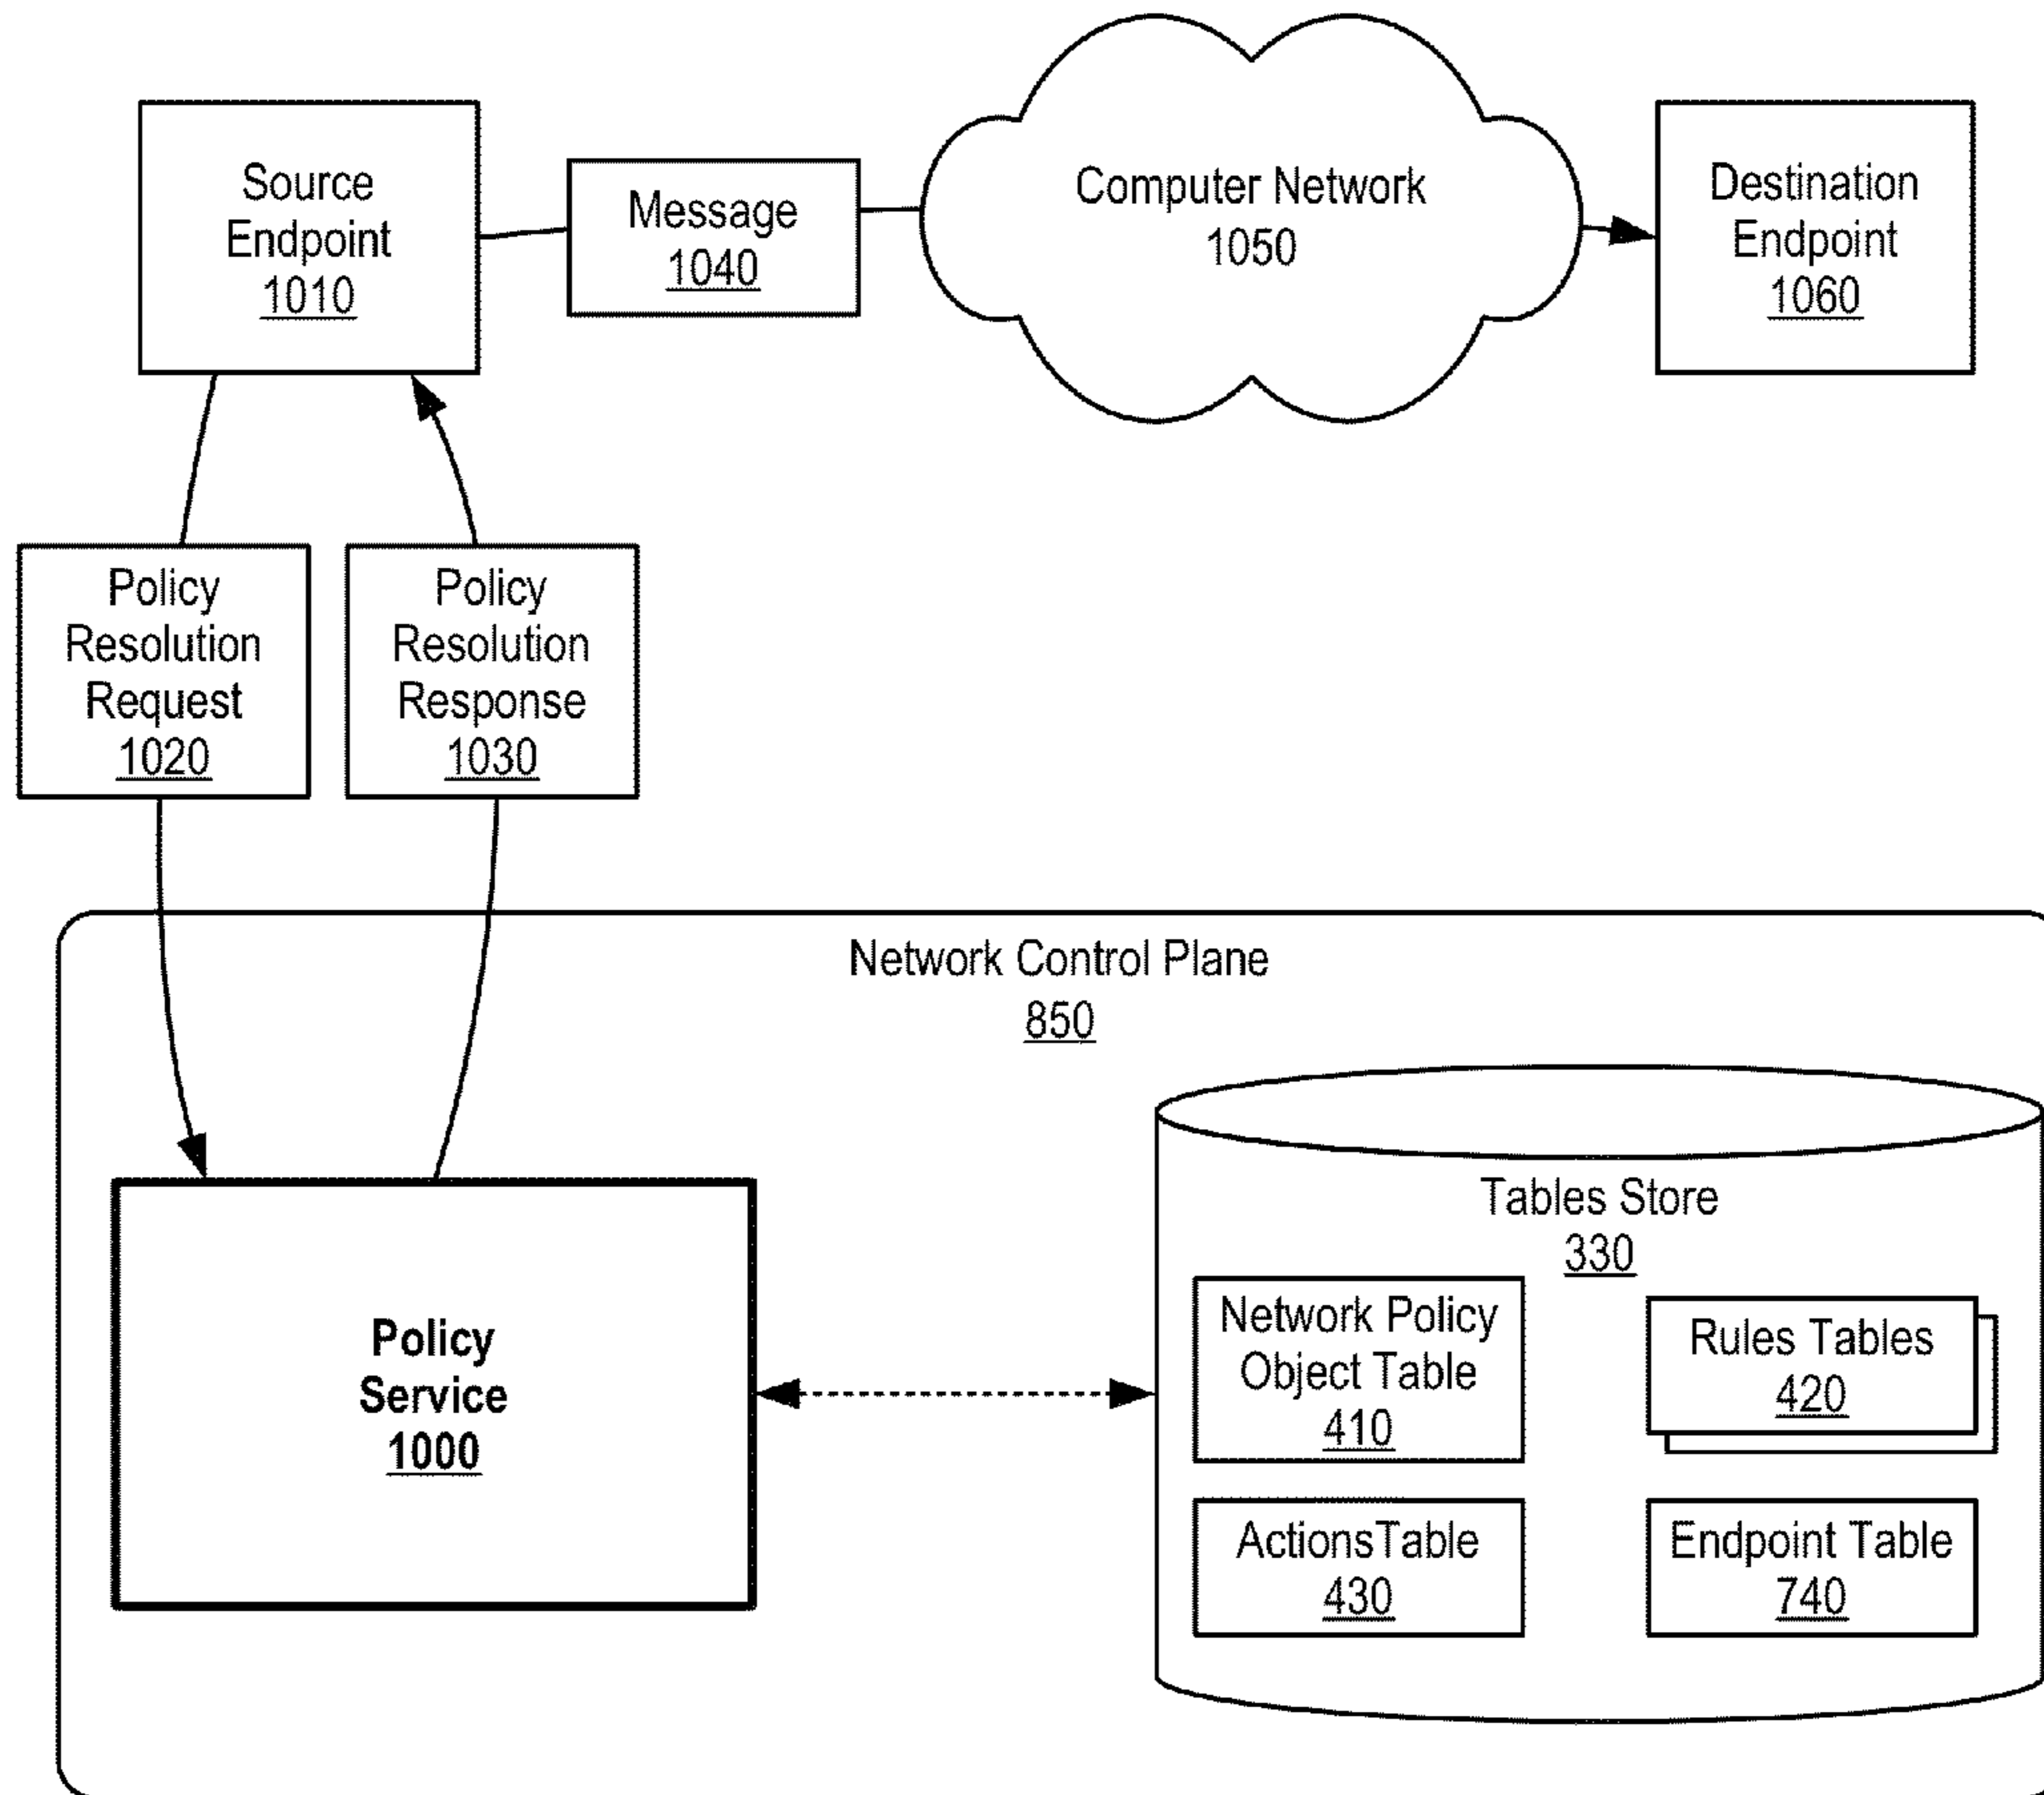 Source
Endpoint
1010
Message
1040
Computer Network
1050
Destination
Endpoint
1060
Policy
Resolution
Request
1020
Policy
Resolution
Response
1030
Network Control Plane
850
Policy
Service
1000
Tables Store
330
Network Policy
Object Table
410
Rules Tables
420
ActionsTable
430
Endpoint Table
740